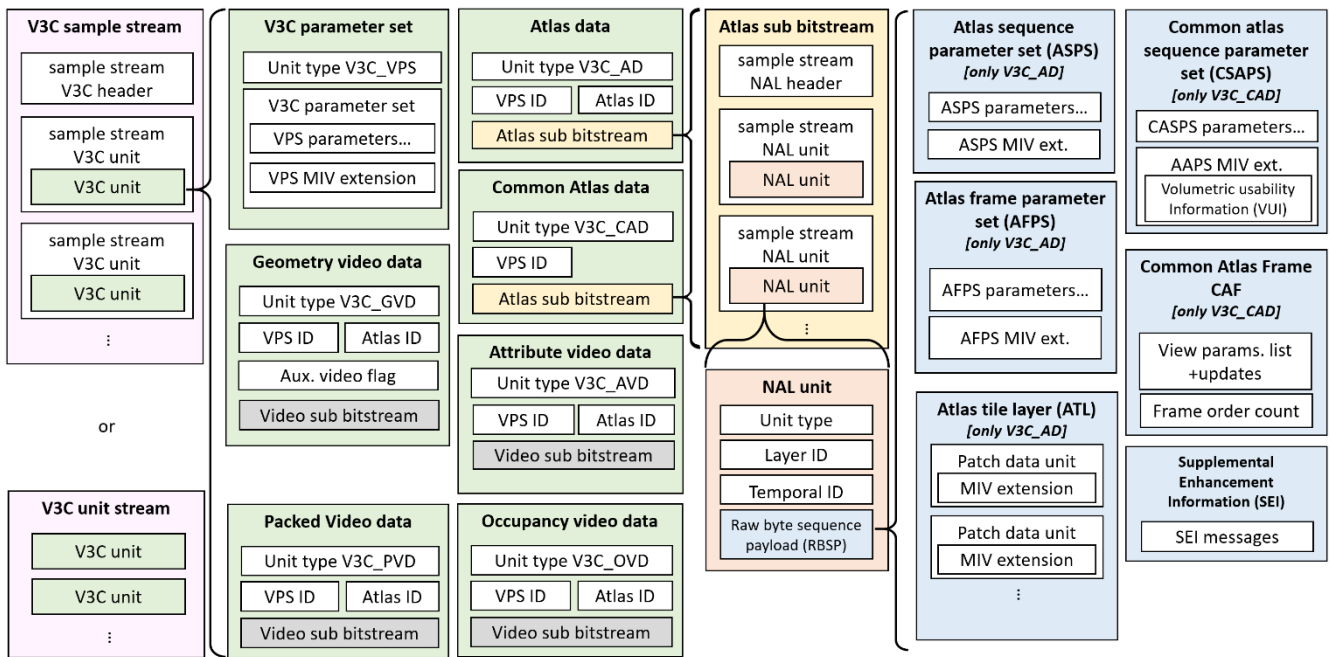 V3C sample stream
sample stream
V3C header
sample stream
V3C unit
V3C unit
sample stream
V3C unit
V3C unit
⋮
or
V3C unit stream
V3C unit
V3C unit
⋮
V3C parameter set
Unit type V3C_VPS
V3C parameter set
VPS parameters...
VPS MIV extension
Geometry video data
Unit type V3C_GVD
VPS ID
Atlas ID
Aux. video flag
Video sub bitstream
Packed Video data
Unit type V3C_PVD
VPS ID
Atlas ID
Video sub bitstream
Atlas data
Unit type V3C_AD
VPS ID
Atlas ID
Atlas sub bitstream
Common Atlas data
Unit type V3C_CAD
VPS ID
Atlas sub bitstream
Attribute video data
Unit type V3C_AVD
VPS ID
Atlas ID
Video sub bitstream
Occupancy video data
Unit type V3C_OVD
VPS ID
Atlas ID
Video sub bitstream
Atlas sub bitstream
sample stream
NAL header
sample stream
NAL unit
NAL unit
sample stream
NAL unit
NAL unit
⋮
NAL unit
Unit type
Layer ID
Temporal ID
Raw byte sequence
payload (RBSP)
Atlas sequence
parameter set (ASPS)
[only V3C_AD]
ASPS parameters...
ASPS MIV ext.
Atlas frame parameter
set (AFPS)
[only V3C_AD]
AFPS parameters...
AFPS MIV ext.
Atlas tile layer (ATL)
[only V3C_AD]
Patch data unit
MIV extension
Patch data unit
MIV extension
⋮
Common atlas
sequence parameter
set (CSAPS)
[only V3C_CAD]
CASPS parameters...
AAPS MIV ext.
Volumetric usability
Information (VUI)
Common Atlas Frame
CAF
[only V3C_CAD]
View params. list
+updates
Frame order count
Supplemental
Enhancement
Information (SEI)
SEI messages